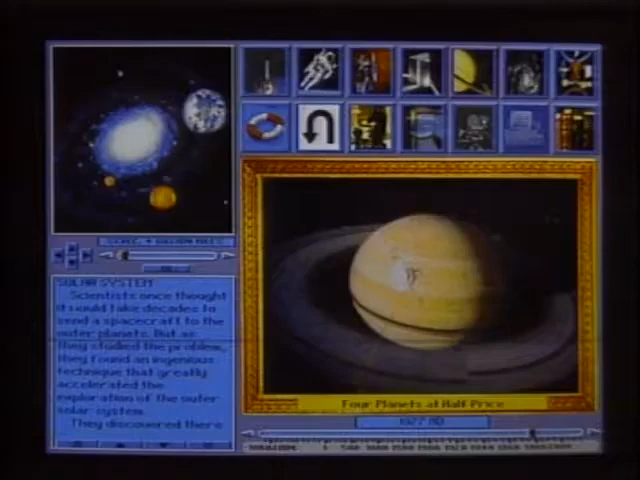 SOLAR SYSTEM
Scientists once thought
it would take decades to
send a spacecraft to the
outer planets. But as
they studied the problem,
they found an ingenious
technique that greatly
accelerated the
exploration of the outer
solar system.
They discovered there
Four Planets at Half Price
1977 AD